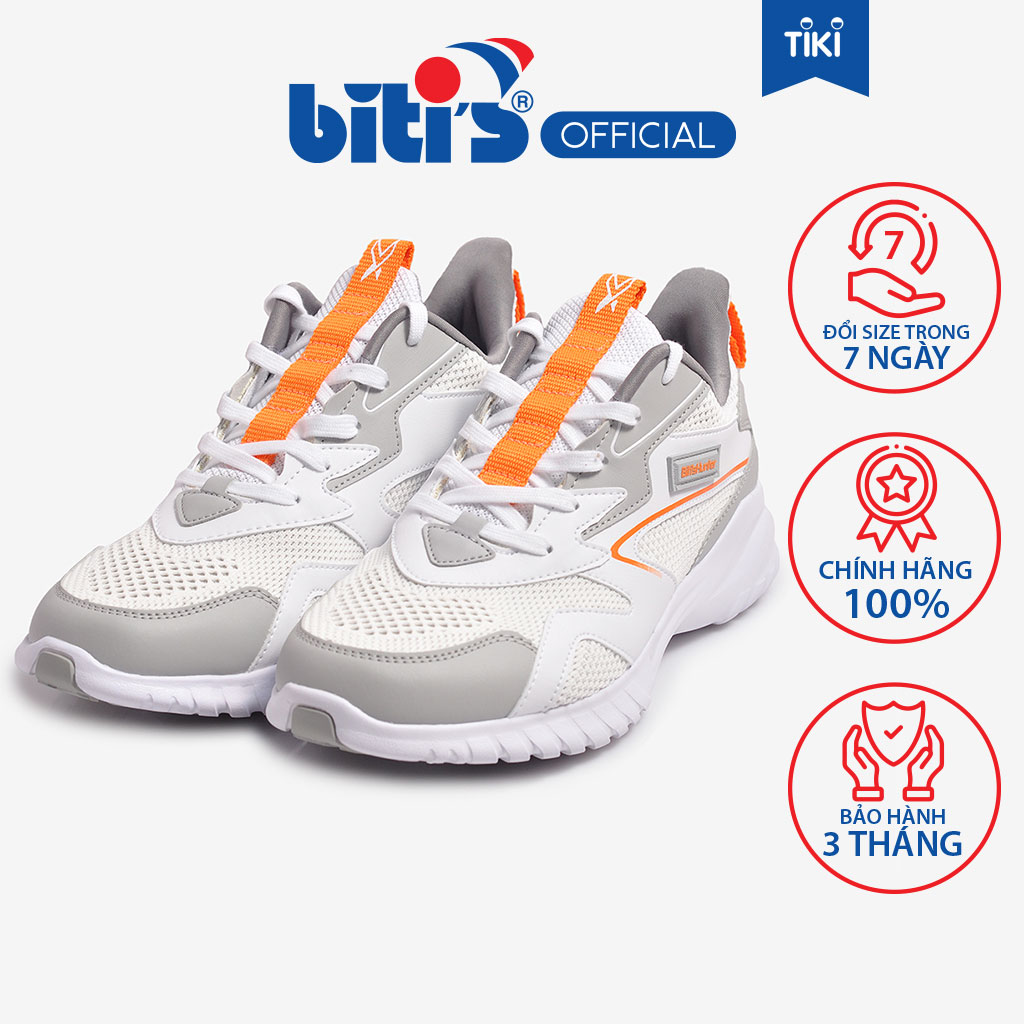 TiKi
biti's®
OFFICIAL
7
ĐỔI SIZE TRONG
7 NGÀY
CHÍNH HÃNG
100%
BẢO HÀNH
3 THÁNG